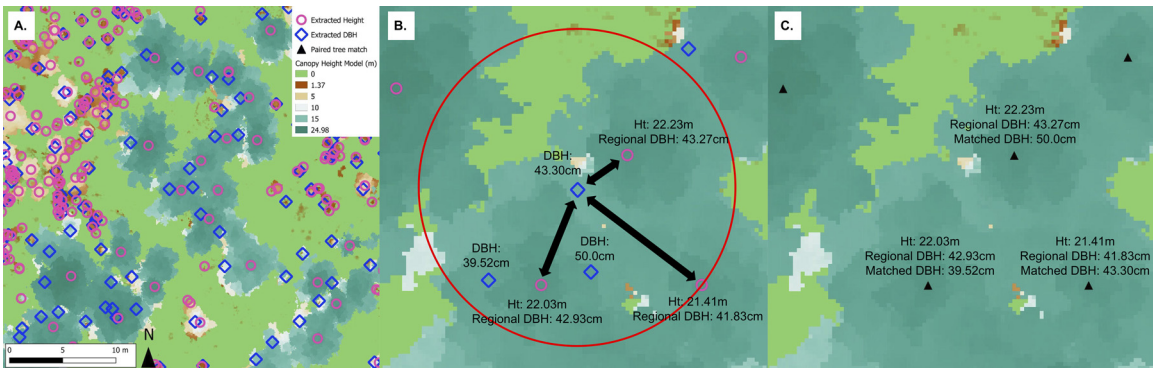 A.
Extracted Height
Extracted DBH
Paired tree match
Canopy Height Model (m)
0
1.37
5
10
15
24.98
0 5 10 m
N
B.
Ht: 22.23m
Regional DBH: 43.27cm
DBH:
43.30cm
DBH:
39.52cm
DBH:
50.0cm
Ht: 22.03m
Regional DBH: 42.93cm
Ht: 21.41m
Regional DBH: 41.83cm
C.
Ht: 22.23m
Regional DBH: 43.27cm
Matched DBH: 50.0cm
Ht: 22.03m
Regional DBH: 42.93cm
Matched DBH: 39.52cm
Ht: 21.41m
Regional DBH: 41.83cm
Matched DBH: 43.30cm